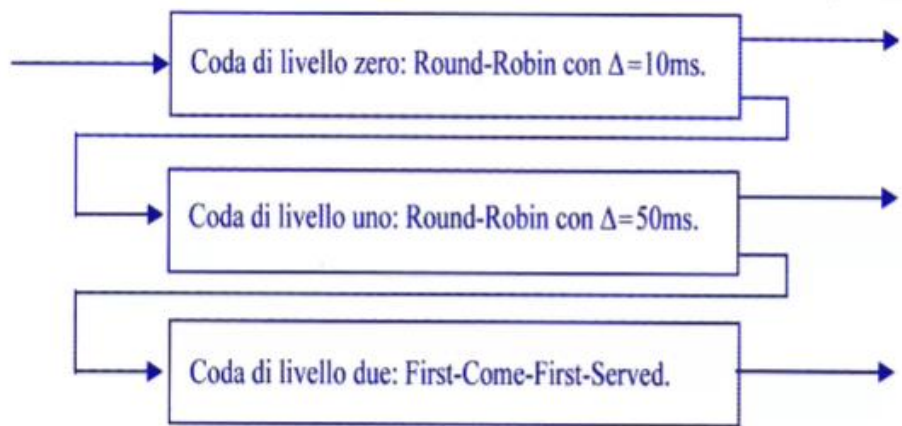 Coda di livello zero: Round-Robin con Δ=10ms.
Coda di livello uno: Round-Robin con Δ=50ms.
Coda di livello due: First-Come-First-Served.